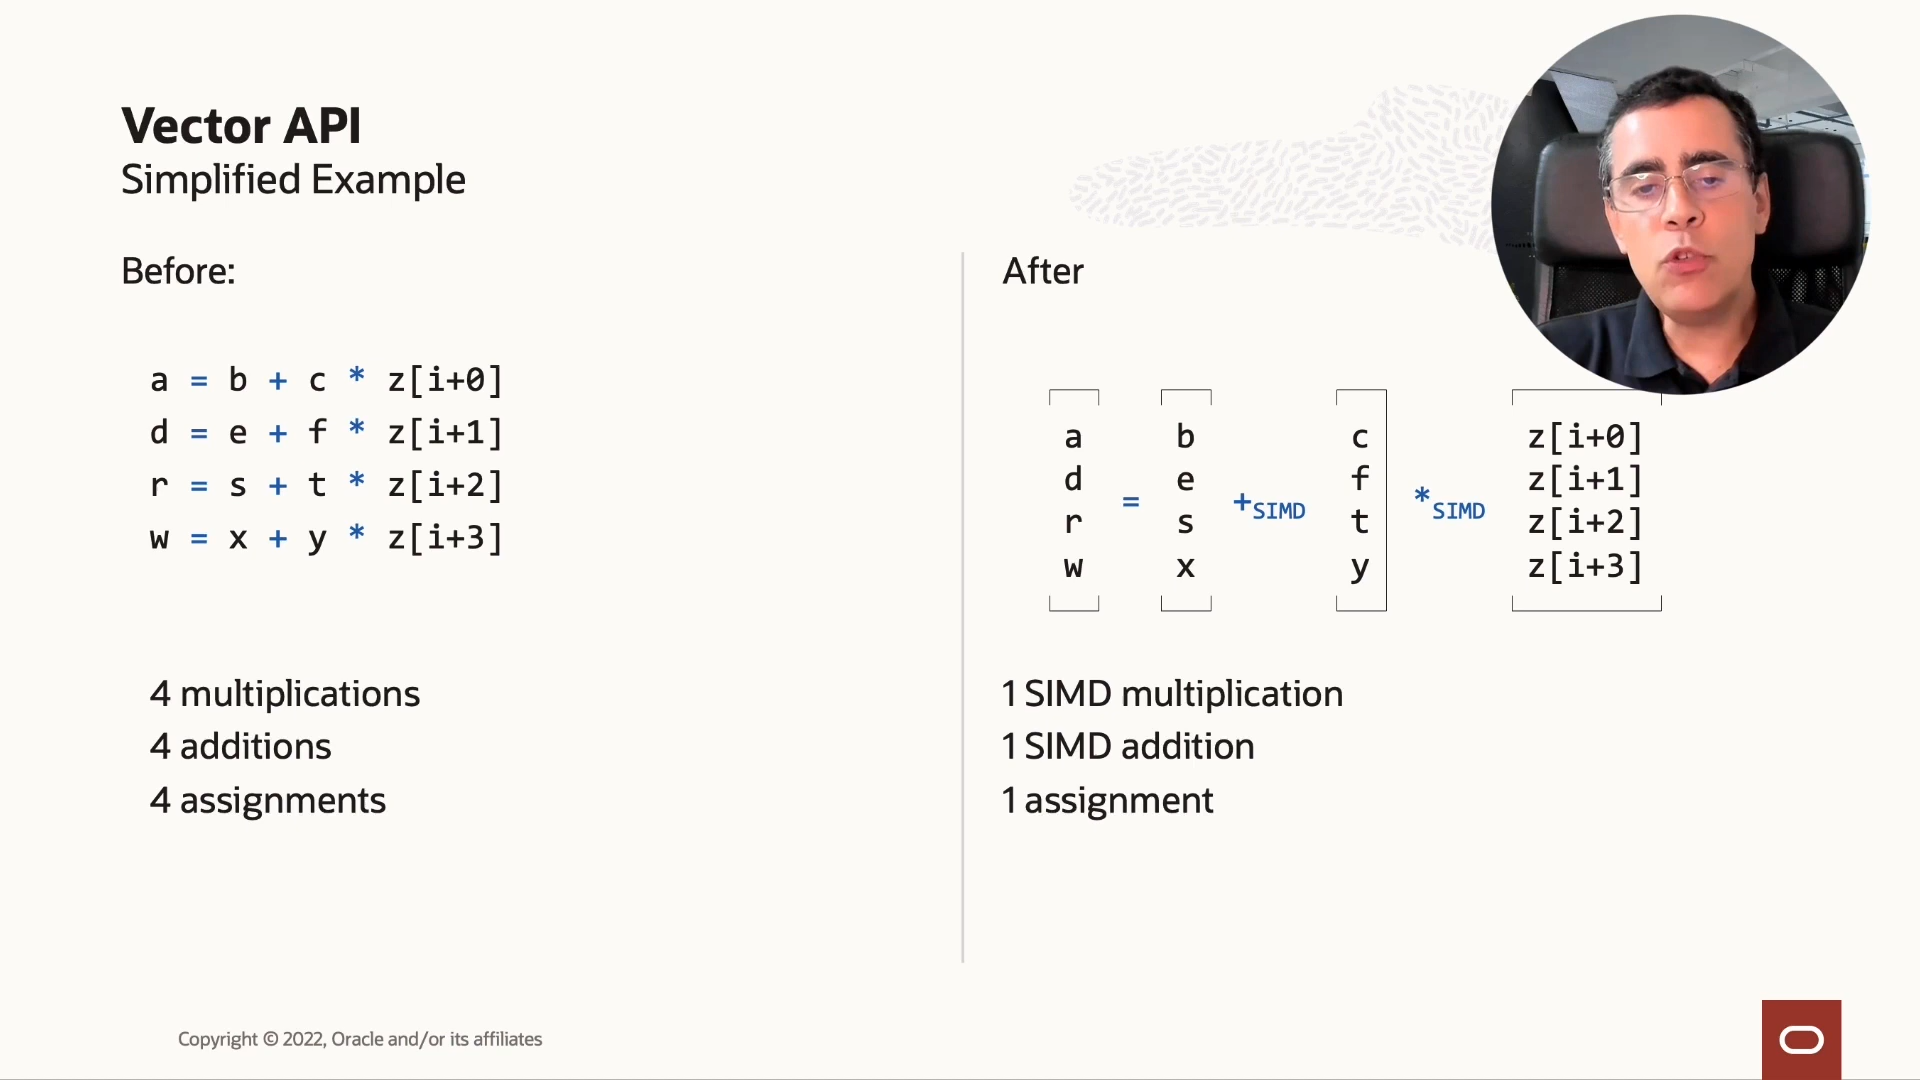 Vector API
Simplified Example
Before:
a = b + c * z[i+0]
d = e + f * z[i+1]
r = s + t * z[i+2]
w = x + y * z[i+3]
4 multiplications
4 additions
4 assignments
After
a b c z[i+0]
d e f z[i+1]
= +SIMD *SIMD
r s t z[i+2]
w x y z[i+3]
1 SIMD multiplication
1 SIMD addition
1 assignment
Copyright © 2022, Oracle and/or its affiliates